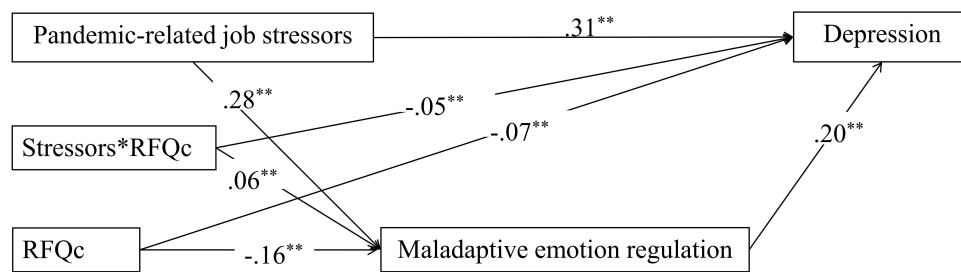 Pandemic-related job stressors
.31**
Depression
.28**
-.05**
-.07**
Stressors*RFQc
.20**
.06**
RFQc
-.16**
Maladaptive emotion regulation